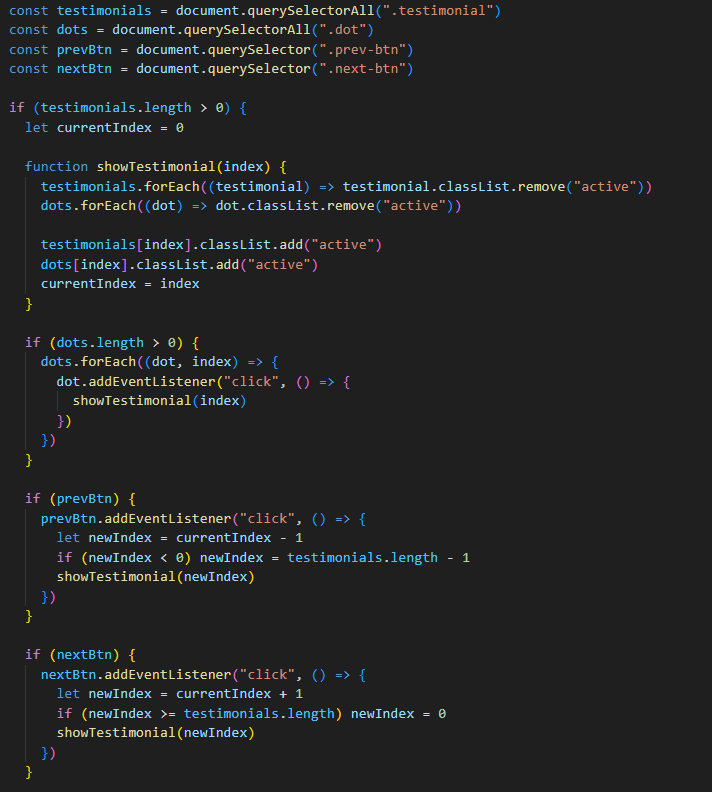 const testimonials = document.querySelectorAll(".testimonial")
const dots = document.querySelectorAll(".dot")
const prevBtn = document.querySelector(".prev-btn")
const nextBtn = document.querySelector(".next-btn")

if (testimonials.length > 0) {
  let currentIndex = 0

  function showTestimonial(index) {
    testimonials.forEach((testimonial) => testimonial.classList.remove("active"))
    dots.forEach((dot) => dot.classList.remove("active"))

    testimonials[index].classList.add("active")
    dots[index].classList.add("active")
    currentIndex = index
  }

  if (dots.length > 0) {
    dots.forEach((dot, index) => {
      dot.addEventListener("click", () => {
        showTestimonial(index)
      })
    })
  }

  if (prevBtn) {
    prevBtn.addEventListener("click", () => {
      let newIndex = currentIndex - 1
      if (newIndex < 0) newIndex = testimonials.length - 1
      showTestimonial(newIndex)
    })
  }

  if (nextBtn) {
    nextBtn.addEventListener("click", () => {
      let newIndex = currentIndex + 1
      if (newIndex >= testimonials.length) newIndex = 0
      showTestimonial(newIndex)
    })
  }